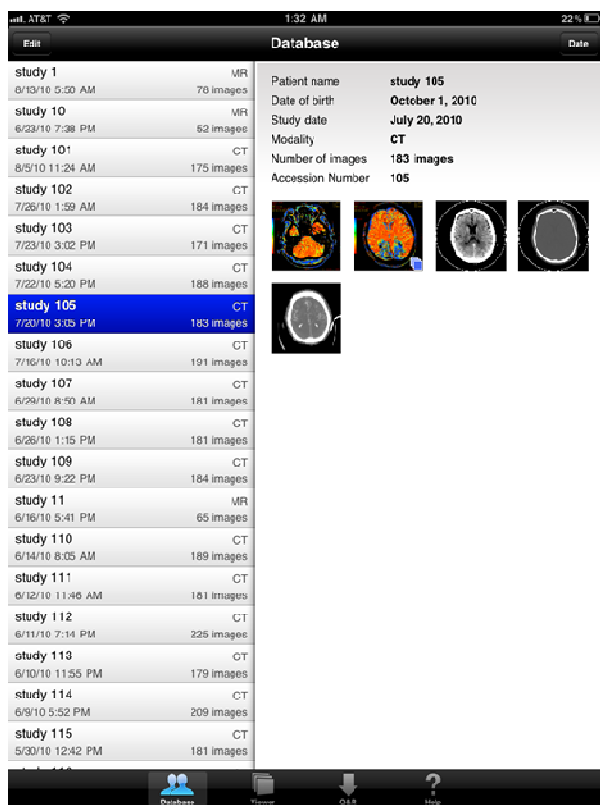 AT&T
1:32 AM
22%
Edit
Database
Date
study 1 MR
8/13/10 5:50 AM 78 images
study 10 MR
6/23/10 7:38 PM 52 images
study 101 CT
8/5/10 11:24 AM 175 images
study 102 CT
7/26/10 1:59 AM 184 images
study 103 CT
7/23/10 3:02 PM 171 images
study 104 CT
7/22/10 5:20 PM 188 images
study 105 CT
7/20/10 3:05 PM 183 images
study 106 CT
7/16/10 10:13 AM 191 images
study 107 CT
6/29/10 8:50 AM 181 images
study 108 CT
6/26/10 1:15 PM 181 images
study 109 CT
6/23/10 9:22 PM 184 images
study 11 MR
6/16/10 5:41 PM 65 images
study 110 CT
6/14/10 8:05 AM 189 images
study 111 CT
6/12/10 11:46 AM 181 images
study 112 CT
6/11/10 7:14 PM 225 images
study 113 CT
6/10/10 11:55 PM 179 images
study 114 CT
6/9/10 5:52 PM 209 images
study 115 CT
5/30/10 12:42 PM 181 images
Patient name study 105
Date of birth October 1, 2010
Study date July 20, 2010
Modality CT
Number of images 183 images
Accession Number 105
Database
Viewer
Q&R
Help